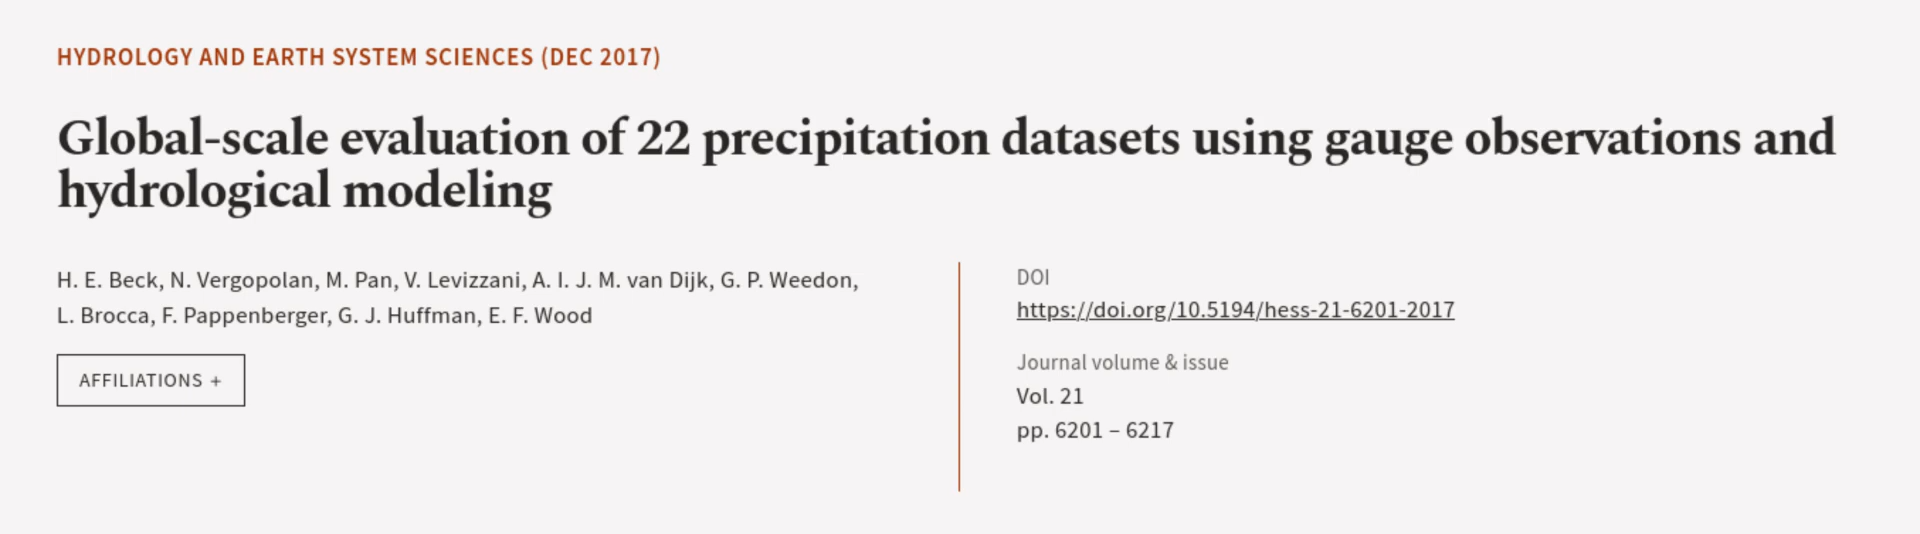 HYDROLOGY AND EARTH SYSTEM SCIENCES (DEC 2017)
Global-scale evaluation of 22 precipitation datasets using gauge observations and
hydrological modeling
H. E. Beck, N. Vergopolan, M. Pan, V. Levizzani, A. I. J. M. van Dijk, G. P. Weedon,
L. Brocca, F. Pappenberger, G. J. Huffman, E. F. Wood
AFFILIATIONS +
DOI
https://doi.org/10.5194/hess-21-6201-2017
Journal volume & issue
Vol. 21
pp. 6201 – 6217